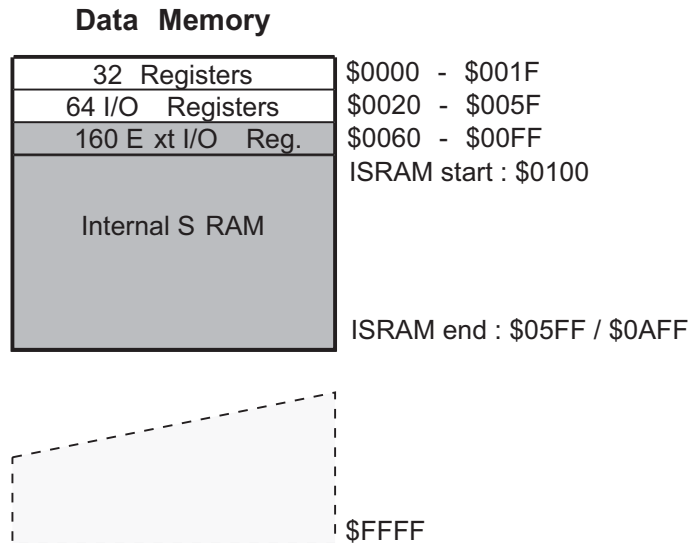 Data Memory
32 Registers $0000 - $001F
64 I/O Registers $0020 - $005F
160 E xt I/O Reg. $0060 - $00FF
ISRAM start : $0100
Internal S RAM
ISRAM end : $05FF / $0AFF
$FFFF